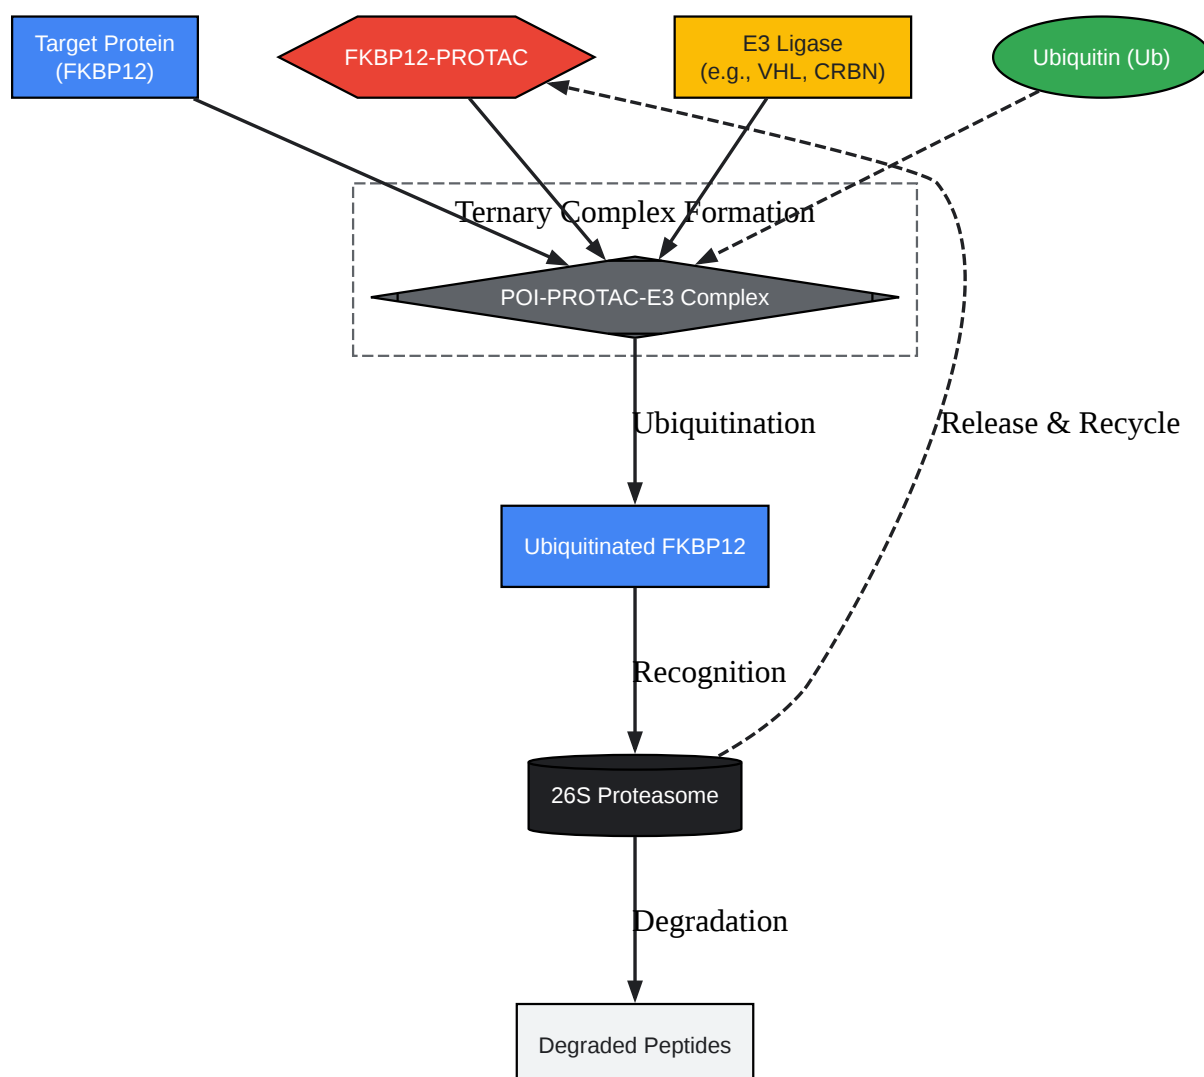 Target Protein
(FKBP12)
FKBP12-PROTAC
E3 Ligase
(e.g., VHL, CRBN)
Ubiquitin (Ub)
Ternary Complex Formation
POI-PROTAC-E3 Complex
Ubiquitination
Release & Recycle
Ubiquitinated FKBP12
Recognition
26S Proteasome
Degradation
Degraded Peptides